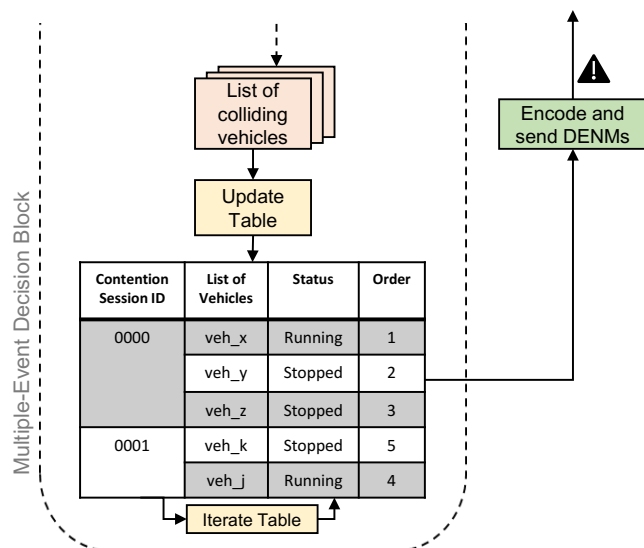 List of
colliding
vehicles
Encode and
send DENMs
Update
Table
Multiple-Event Decision Block
Contention
Session ID
List of
Vehicles
Status
Order
0000
veh_x
Running
1
veh_y
Stopped
2
veh_z
Stopped
3
0001
veh_k
Stopped
5
veh_j
Running
4
Iterate Table